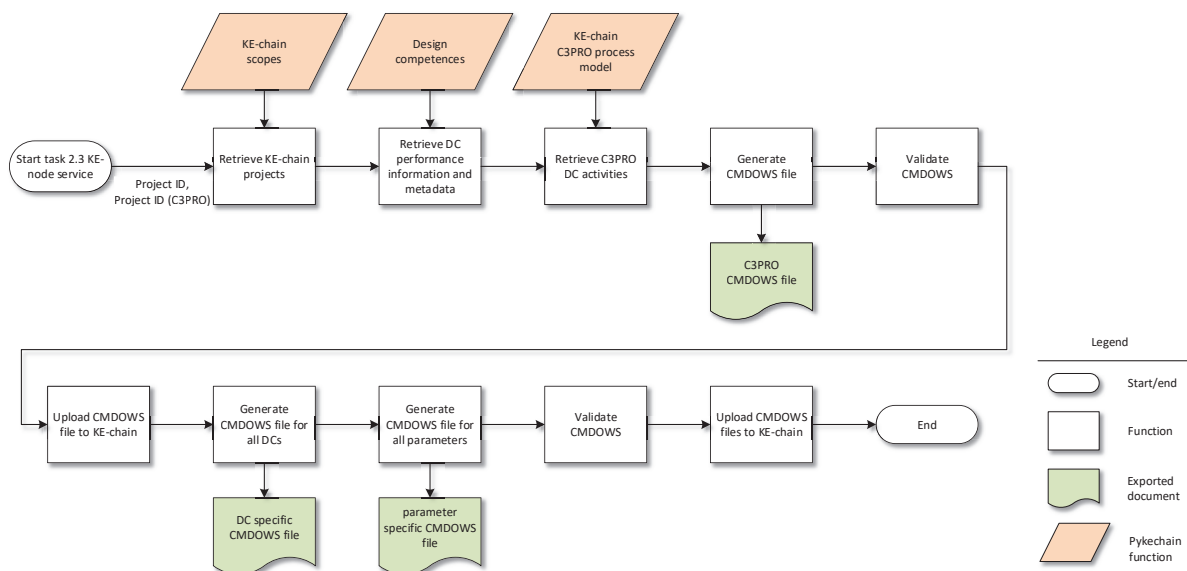 KE-chain
scopes
Design
competences
KE-chain
C3PRO process
model
Start task 2.3 KE-
node service
Project ID,
Project ID (C3PRO)
Retrieve KE-chain
projects
Retrieve DC
performance
information and
metadata
Retrieve C3PRO
DC activities
Generate
CMDOWS file
Validate
CMDOWS
C3PRO
CMDOWS file
Upload CMDOWS
file to KE-chain
Generate
CMDOWS file for
all DCs
Generate
CMDOWS file for
all parameters
Validate
CMDOWS
Upload CMDOWS
files to KE-chain
End
DC specific
CMDOWS file
parameter
specific CMDOWS
file
Legend
Start/end
Function
Exported
document
Pykechain
function